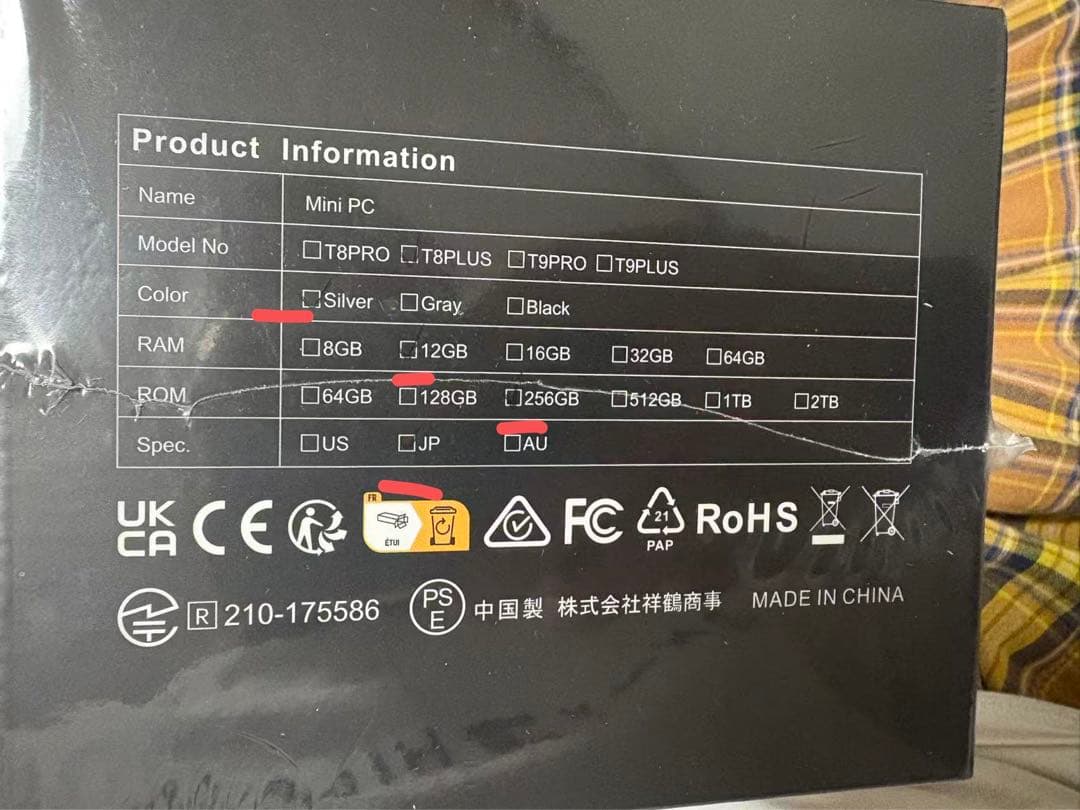 Product Information
Name Mini PC
Model No ☐T8PRO ☐T8PLUS ☐T9PRO ☐T9PLUS
Color ☐Silver ☐Gray ☐Black
RAM ☐8GB ☐12GB ☐16GB ☐32GB ☐64GB
ROM ☐64GB ☐128GB ☐256GB ☐512GB ☐1TB ☐2TB
Spec. ☐US ☐JP ☐AU
UK CA CE FR ÉTUI FC 21 PAP RoHS
R 210-175586 PS E 中国製 株式会社祥鶴商事 MADE IN CHINA